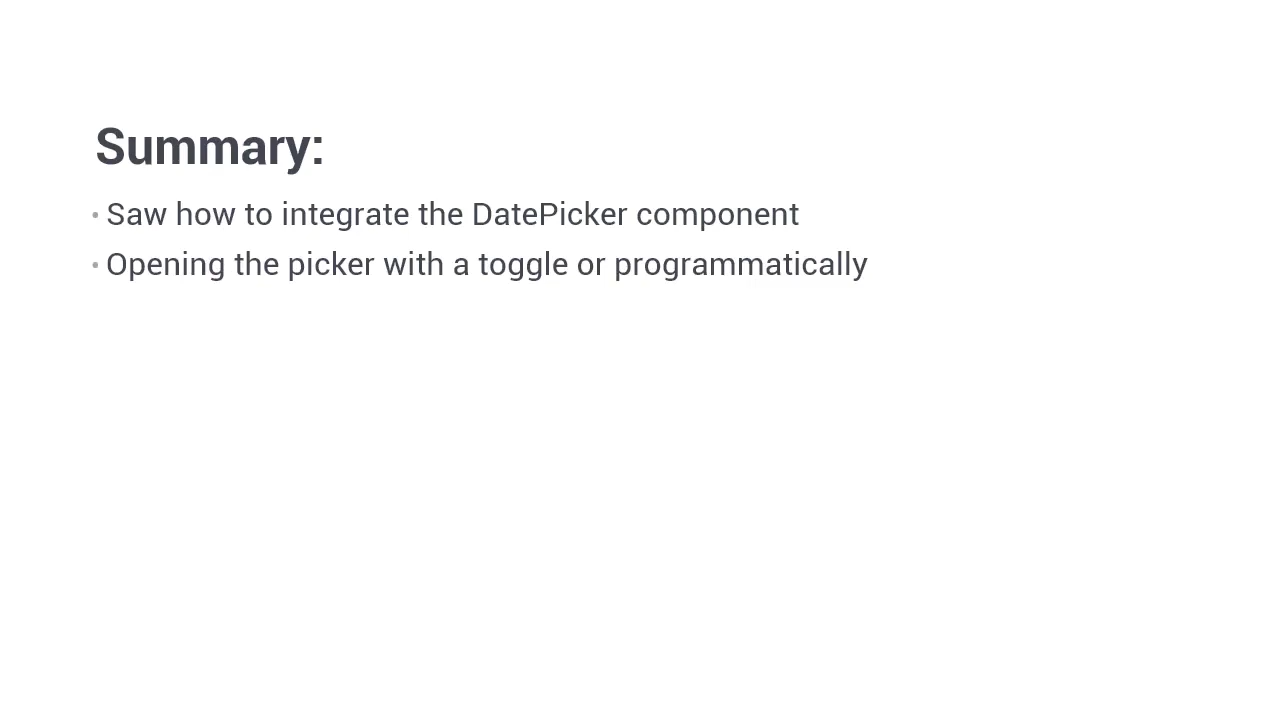 Summary:
• Saw how to integrate the DatePicker component
• Opening the picker with a toggle or programmatically